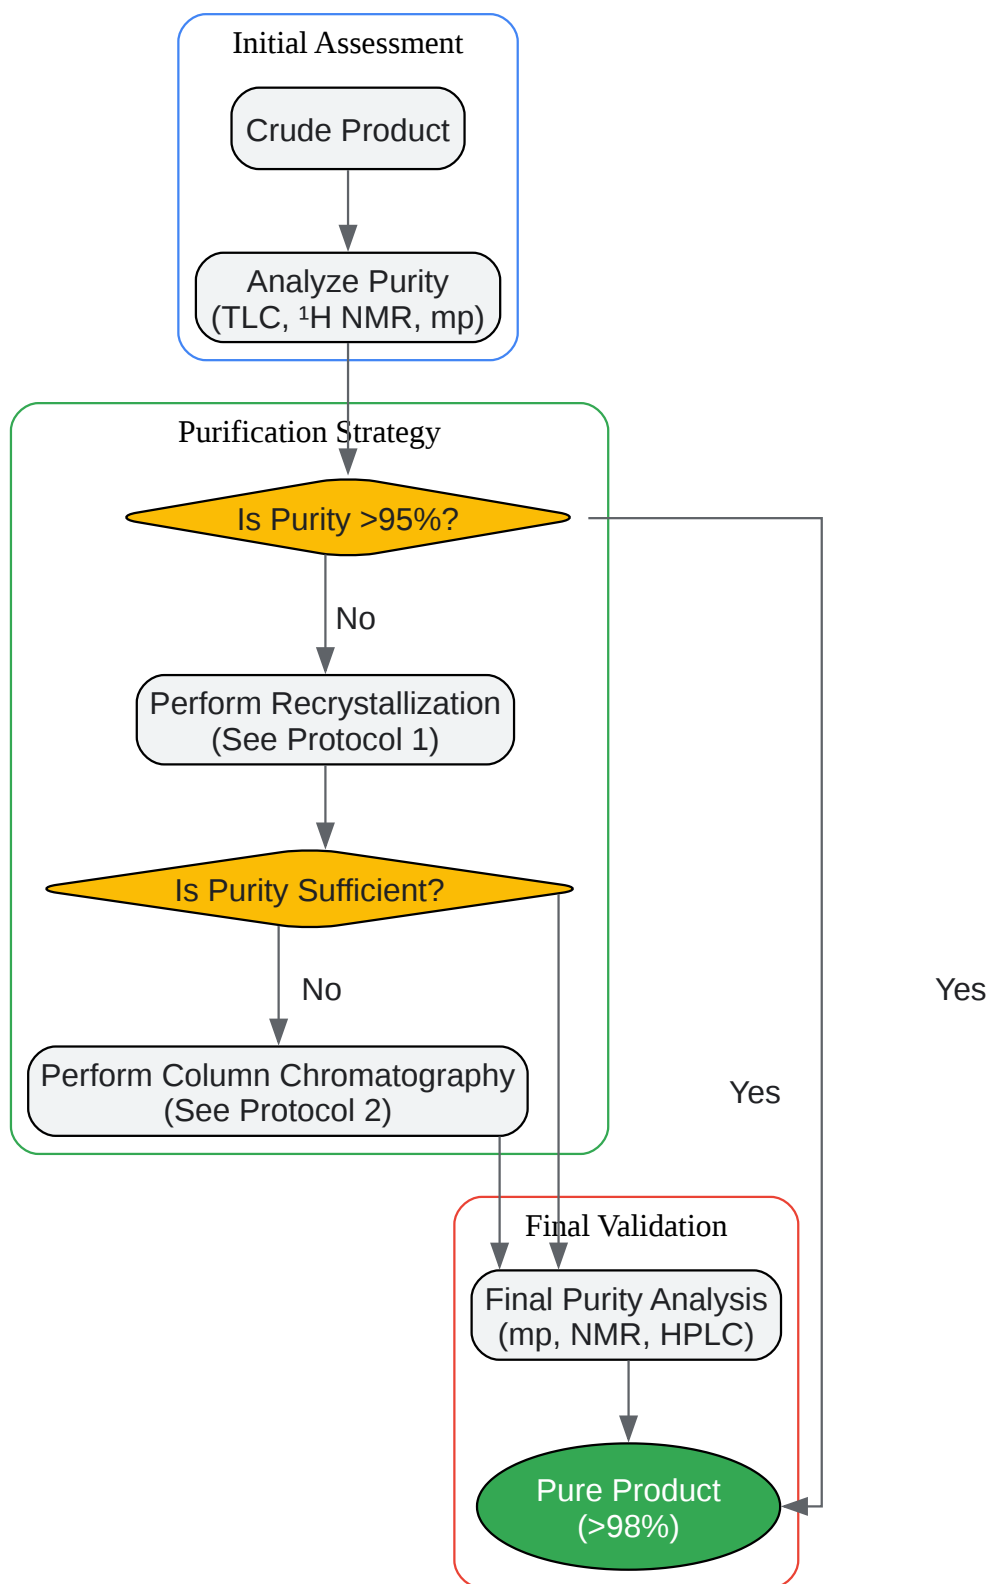 Initial Assessment
Crude Product
Analyze Purity
(TLC, ¹H NMR, mp)
Purification Strategy
Is Purity >95%?
No
Perform Recrystallization
(See Protocol 1)
Is Purity Sufficient?
No
Yes
Perform Column Chromatography
(See Protocol 2)
Yes
Final Validation
Final Purity Analysis
(mp, NMR, HPLC)
Pure Product
(>98%)